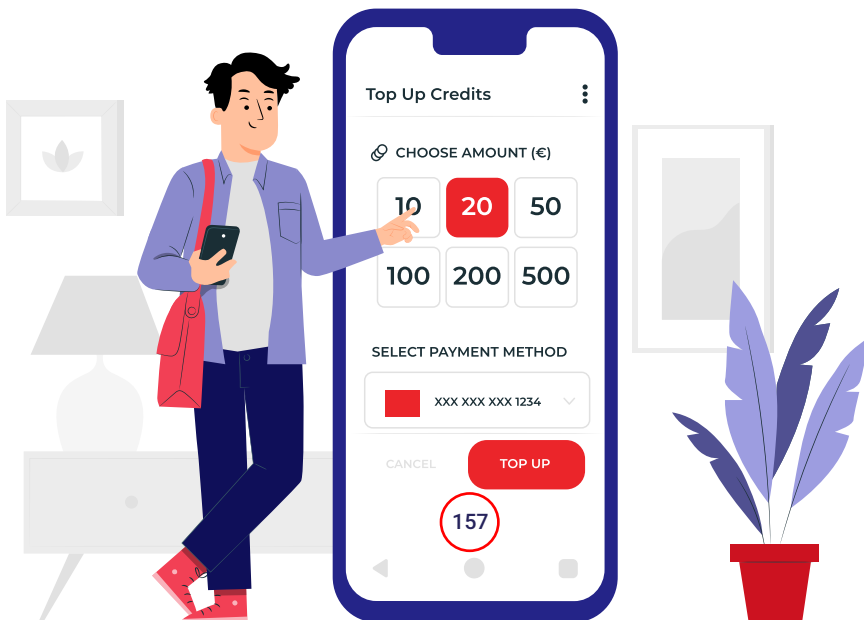 Top Up Credits
CHOOSE AMOUNT (€)
10 20 50
100 200 500
SELECT PAYMENT METHOD
XXX XXX XXX 1234
CANCEL TOP UP
157